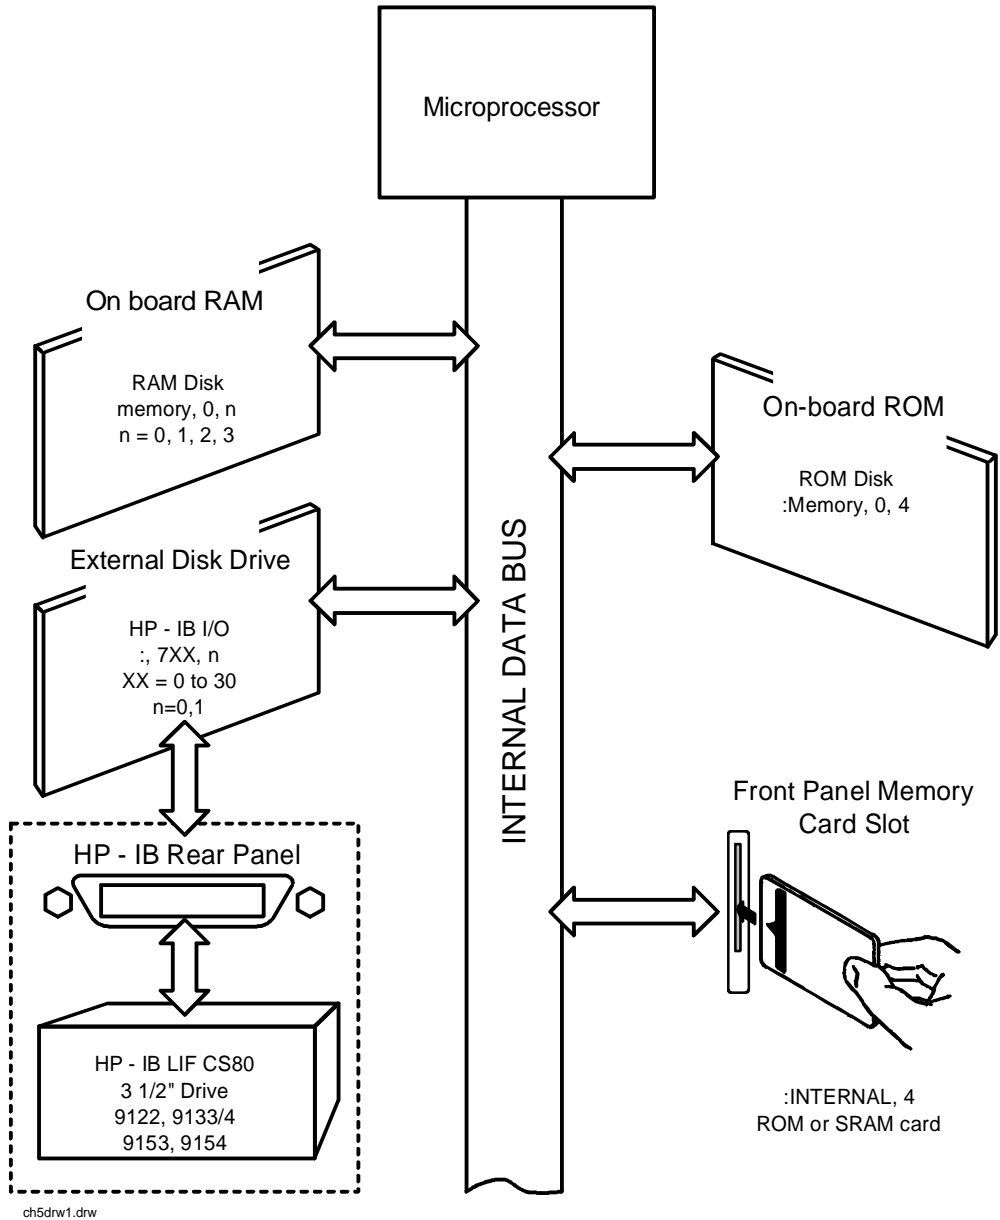 Microprocessor
On board RAM
RAM Disk
memory, 0, n
n = 0, 1, 2, 3
On-board ROM
ROM Disk
:Memory, 0, 4
External Disk Drive
HP - IB I/O
:, 7XX, n
XX = 0 to 30
n=0,1
INTERNAL DATA BUS
Front Panel Memory
Card Slot
HP - IB Rear Panel
HP - IB LIF CS80
3 1/2" Drive
9122, 9133/4
9153, 9154
:INTERNAL, 4
ROM or SRAM card
ch5drw1.drw